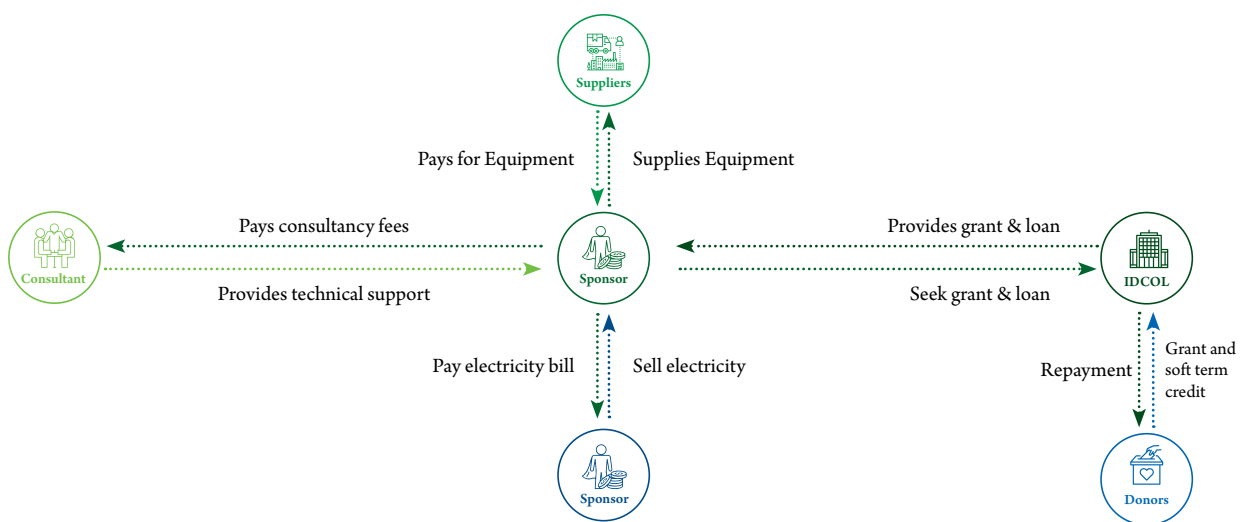 Suppliers
Pays for Equipment
Supplies Equipment
Pays consultancy fees
Provides grant & loan
Consultant
Sponsor
IDCOL
Provides technical support
Seek grant & loan
Pay electricity bill
Sell electricity
Repayment
Grant and
soft term
credit
Sponsor
Donors